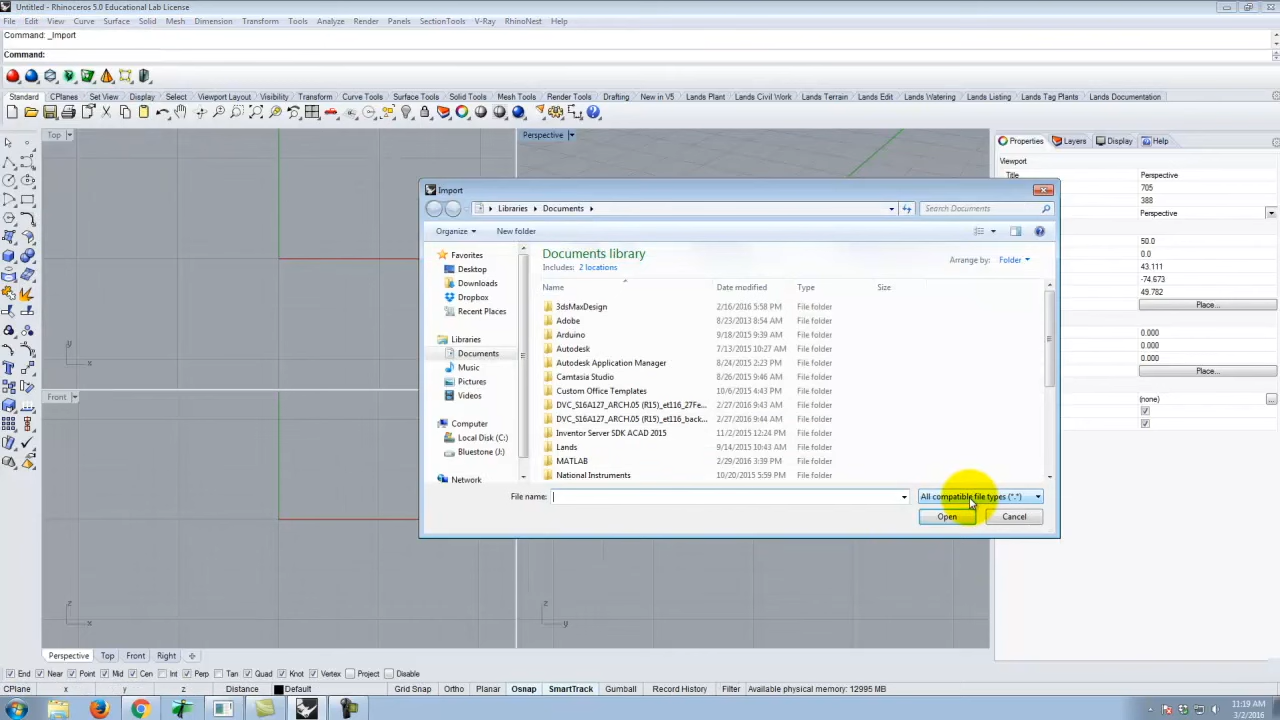 Untitled - Rhinoceros 5.0 Educational Lab License
File Edit View Curve Surface Solid Mesh Dimension Transform Tools Analyze Render Panels SectionTools V-Ray RhinoNest Help
Command: _Import
Command:
Standard CPlanes Set View Display Select Viewport Layout Visibility Transform Curve Tools Surface Tools Solid Tools Mesh Tools Render Tools Drafting New in V5 Lands Plant Lands Civil Work Lands Terrain Lands Edit Lands Watering Lands Listing Lands Tag Plants Lands Documentation
Top
Perspective
Properties Layers Display Help
Viewport
Title Perspective
705
388
Perspective
50.0
0.0
43.111
-74.673
49.782
Place...
0.000
0.000
0.000
Place...
(none)
...
Import
Libraries Documents
Search Documents
Organize New folder
Favorites
Desktop
Downloads
Dropbox
Recent Places
Libraries
Documents
Music
Pictures
Videos
Computer
Local Disk (C:)
Bluestone (J:)
Network
Documents library
Includes: 2 locations
Arrange by: Folder
Name Date modified Type Size
3dsMaxDesign 2/16/2016 5:58 PM File folder
Adobe 8/23/2013 8:54 AM File folder
Arduino 9/18/2015 9:39 AM File folder
Autodesk 7/13/2015 10:27 AM File folder
Autodesk Application Manager 8/24/2015 2:23 PM File folder
Camtasia Studio 8/26/2015 9:46 AM File folder
Custom Office Templates 10/6/2015 4:43 PM File folder
DVC_S16A127_ARCH.05 (R15)_et116_27Fe... 2/27/2016 9:43 AM File folder
DVC_S16A127_ARCH.05 (R15)_et116_back... 2/27/2016 9:44 AM File folder
Inventor Server SDK ACAD 2015 11/2/2015 12:24 PM File folder
Lands 9/14/2015 10:43 AM File folder
MATLAB 2/29/2016 3:39 PM File folder
National Instruments 10/20/2015 5:59 PM File folder
File name:
All compatible file types (*.*)
Open Cancel
y
x
Front
z
x
z
y
Perspective Top Front Right
End Near Point Mid Cen Int Perp Tan Quad Knot Vertex Project Disable
CPlane x y z Distance Default Grid Snap Ortho Planar Osnap SmartTrack Gumball Record History Filter Available physical memory: 12995 MB
11:19 AM
3/2/2016